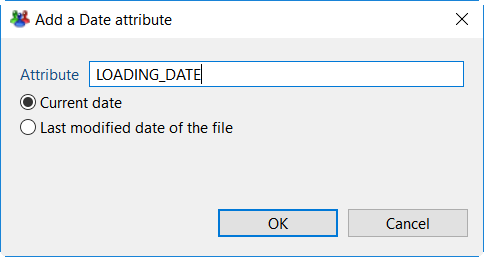 Add a Date attribute
Attribute LOADING_DATE
Current date
Last modified date of the file
OK Cancel